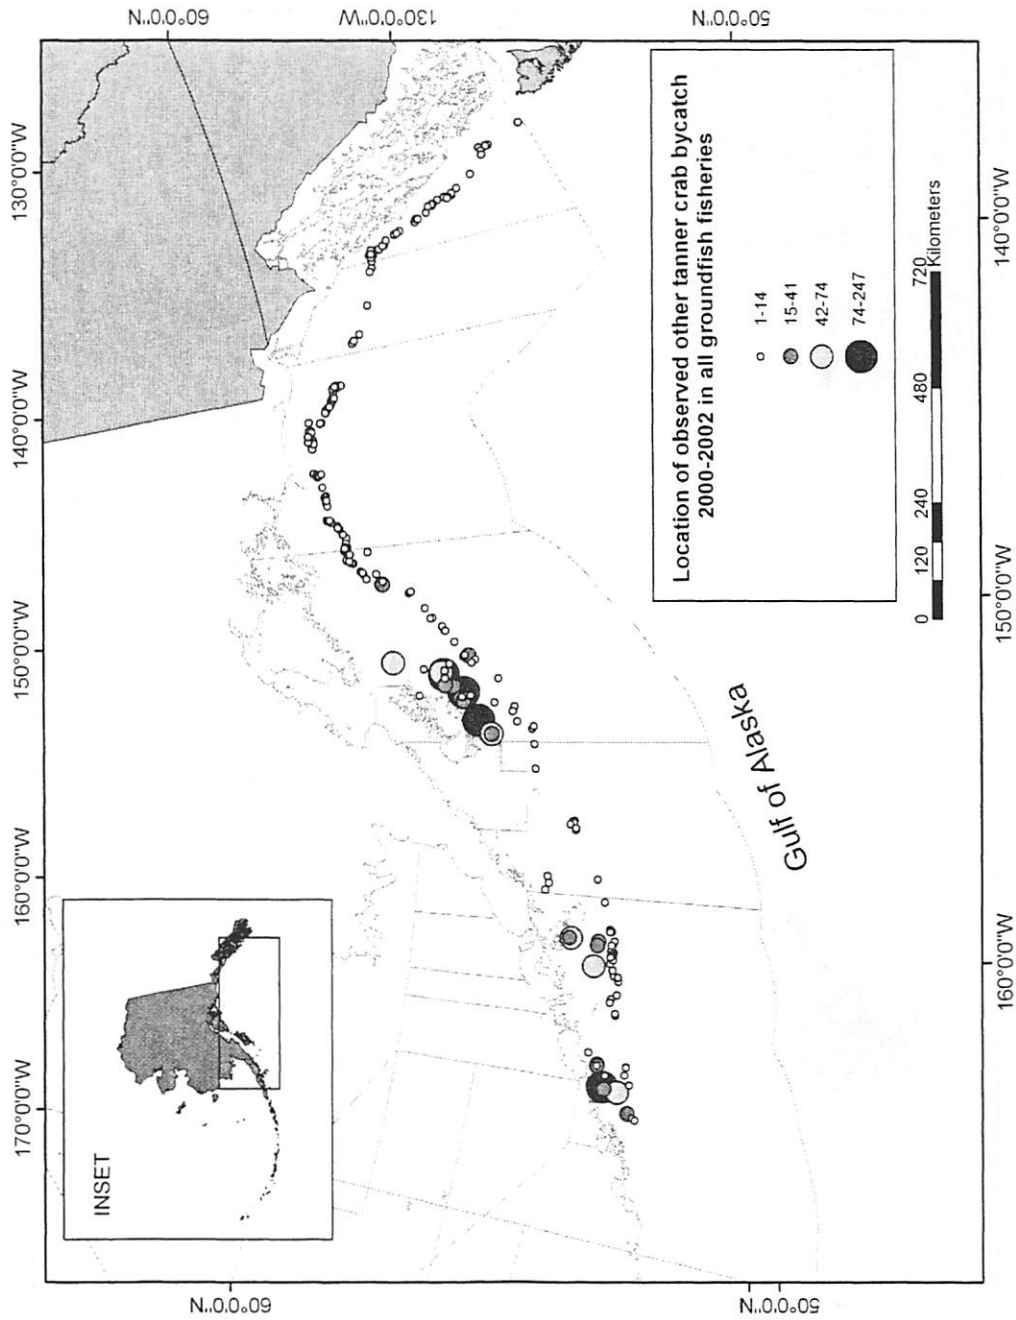 170°0'0"W
160°0'0"W
150°0'0"W
140°0'0"W
130°0'0"W
60°0'0"N
60°0'0"N
INSET
130°0'0"W
Gulf of Alaska
Location of observed other tanner crab bycatch
2000-2002 in all groundfish fisheries
1-14
15-41
42-74
74-247
0 120 240 480 720
Kilometers
50°0'0"N
50°0'0"N
160°0'0"W
150°0'0"W
140°0'0"W